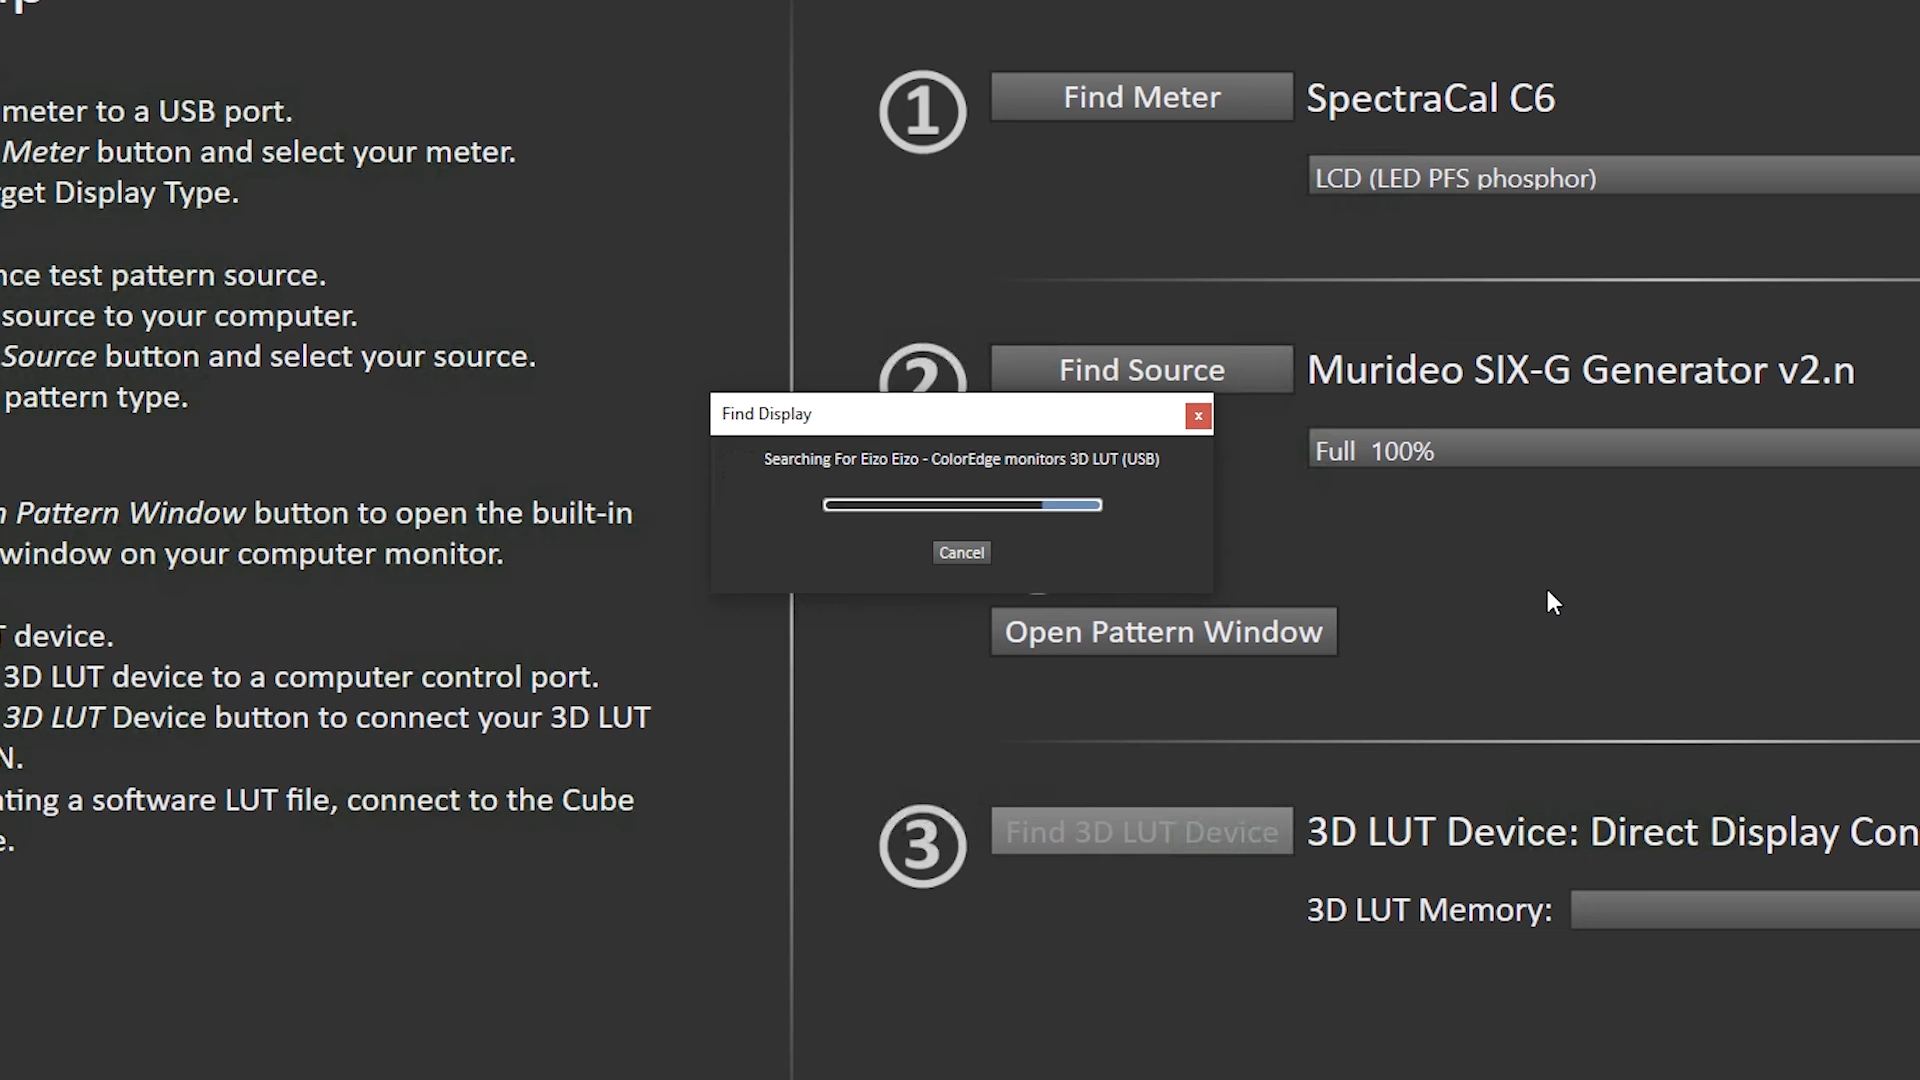 meter to a USB port.
Meter button and select your meter.
get Display Type.
nce test pattern source.
source to your computer.
Source button and select your source.
pattern type.
n Pattern Window button to open the built-in
window on your computer monitor.
T device.
3D LUT device to a computer control port.
3D LUT Device button to connect your 3D LUT
N.
ting a software LUT file, connect to the Cube
e.
1
Find Meter
SpectraCal C6
LCD (LED PFS phosphor)
2
Find Source
Murideo SIX-G Generator v2.n
Full 100%
Find Display
x
Searching For Eizo Eizo - ColorEdge monitors 3D LUT (USB)
Cancel
Open Pattern Window
3
Find 3D LUT Device
3D LUT Device: Direct Display Con
3D LUT Memory: